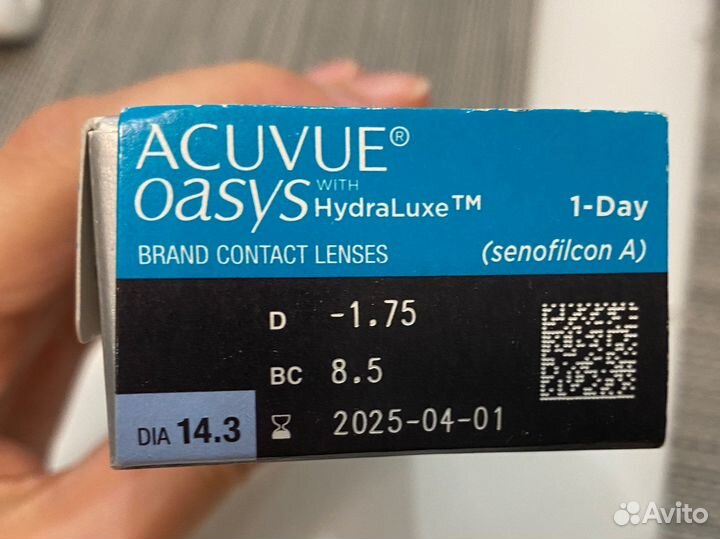 ACUVUE®
oasys WITH HydraLuxe™ 1-Day
BRAND CONTACT LENSES (senofilcon A)
D -1.75
BC 8.5
DIA 14.3 2025-04-01
Avito